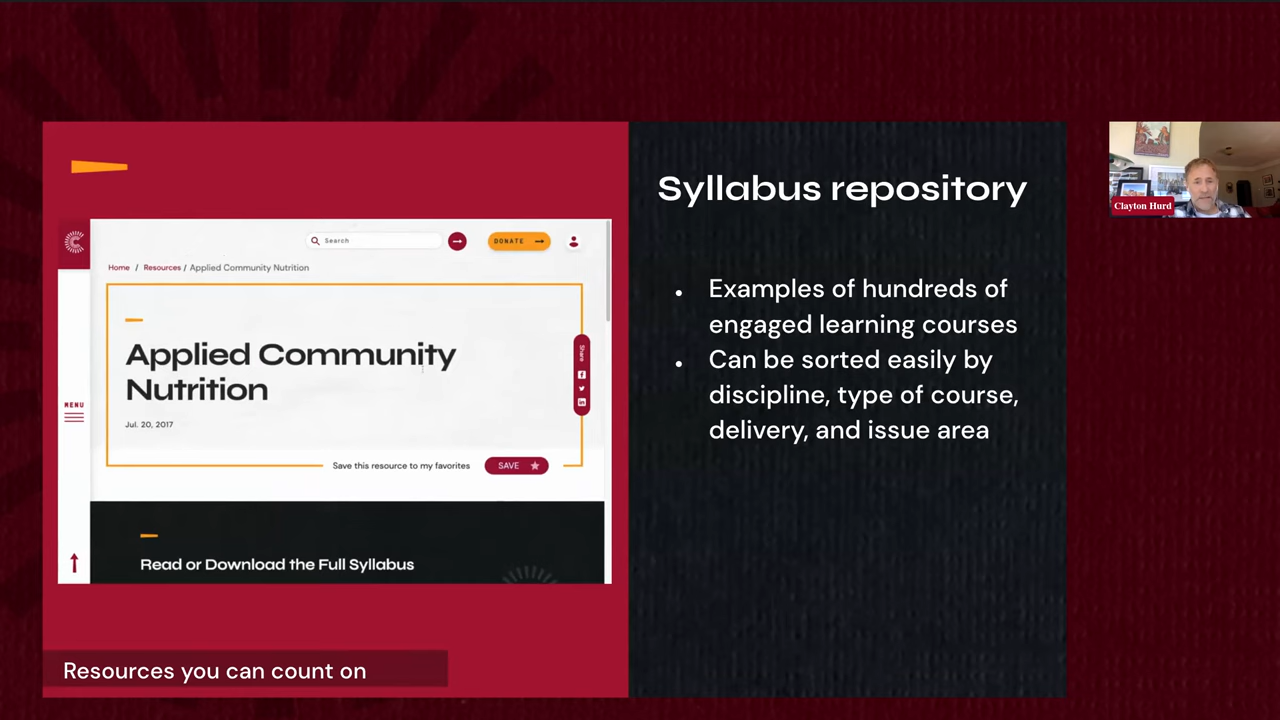 Search
DONATE
Home / Resources / Applied Community Nutrition
Applied Community
Nutrition
Jul. 20, 2017
Share
MENU
Save this resource to my favorites
SAVE
Read or Download the Full Syllabus
Resources you can count on
Syllabus repository
• Examples of hundreds of
engaged learning courses
• Can be sorted easily by
discipline, type of course,
delivery, and issue area
Clayton Hurd